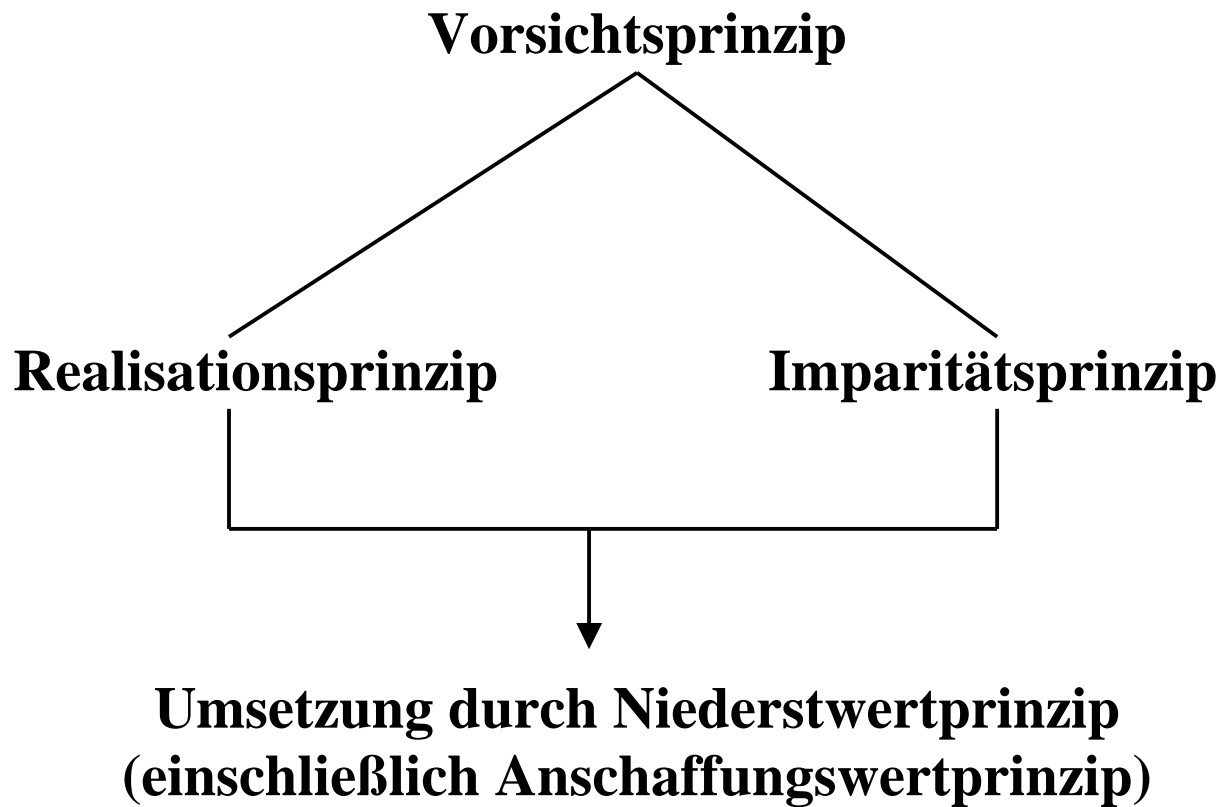 Vorsichtsprinzip
Realisationsprinzip
Imparitätsprinzip
Umsetzung durch Niederstwertprinzip
(einschließlich Anschaffungswertprinzip)